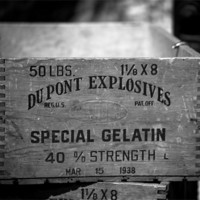 50 LBS. 1⅛ X 8
DU PONT EXPLOSIVES
REG.U.S. PAT.OFF.
SPECIAL GELATIN
40 % STRENGTH L
MAR 15 1938
1⅛ X 8